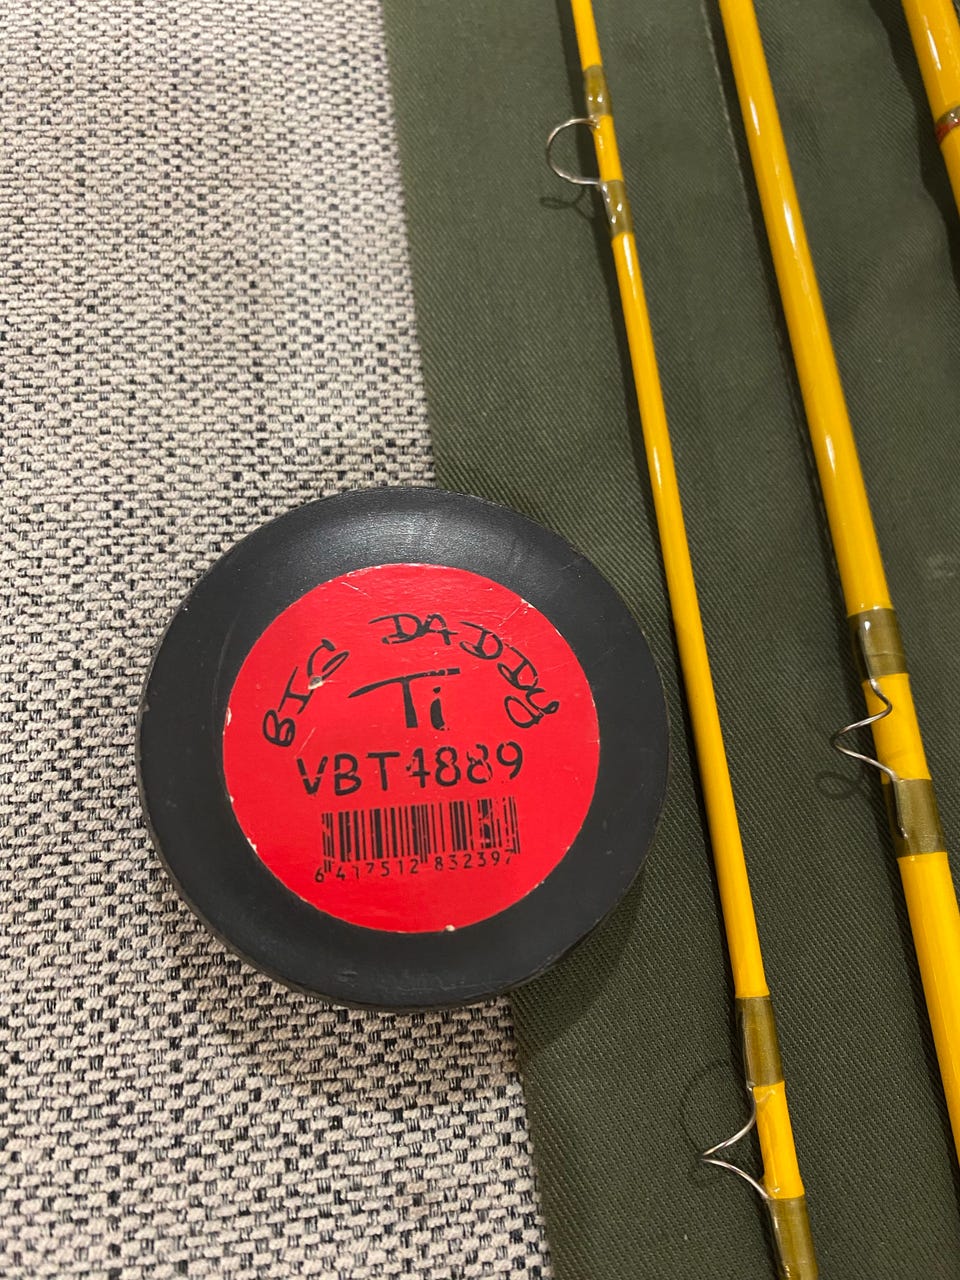 BIG DADDY
Ti
VBT4889
6 417512 832397